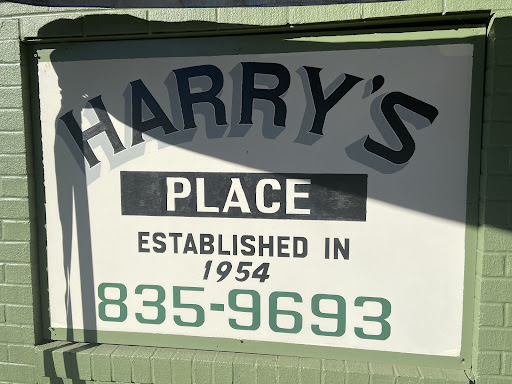 HARRY'S
PLACE
ESTABLISHED IN
1954
835-9693